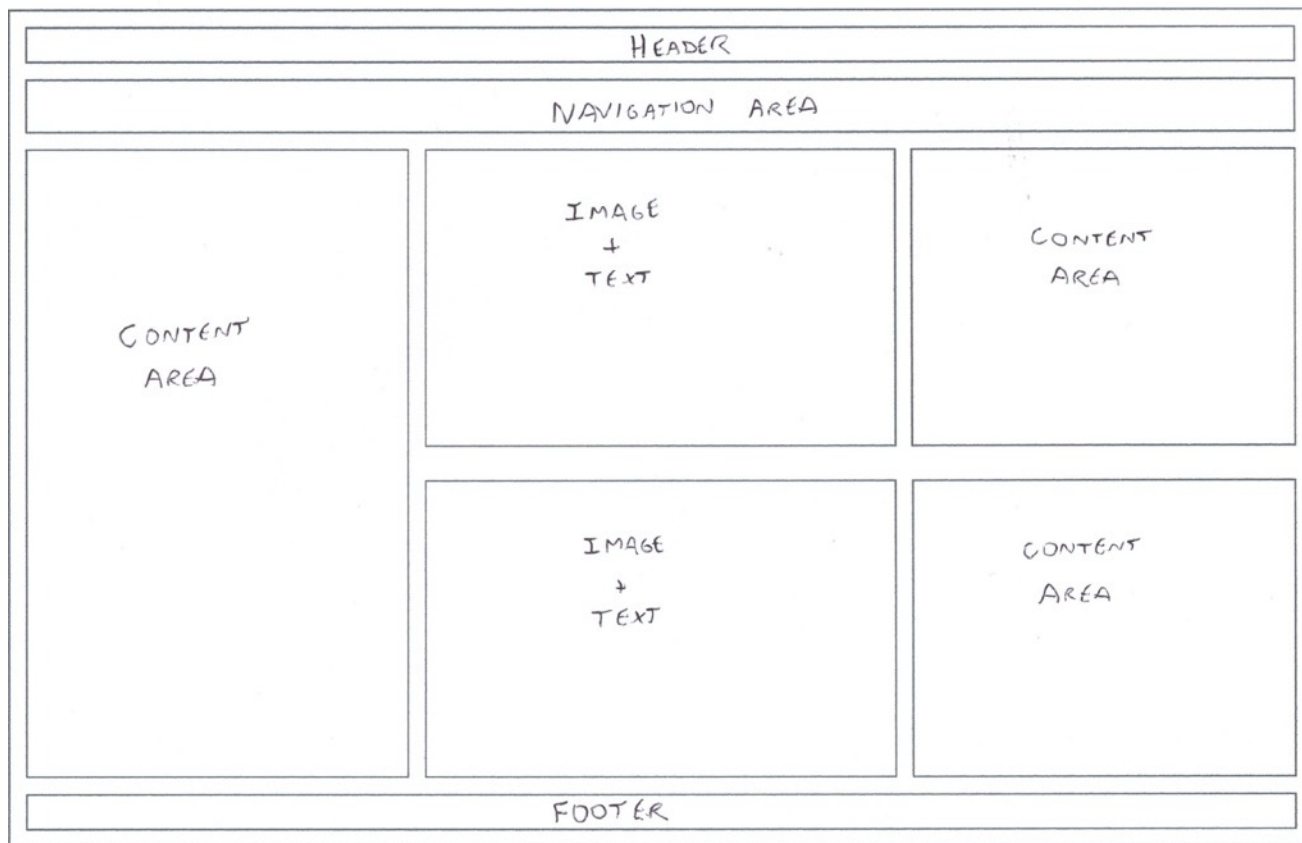 HEADER
NAVIGATION AREA
CONTENT
AREA
IMAGE
+
TEXT
CONTENT
AREA
IMAGE
+
TEXT
CONTENT
AREA
FOOTER